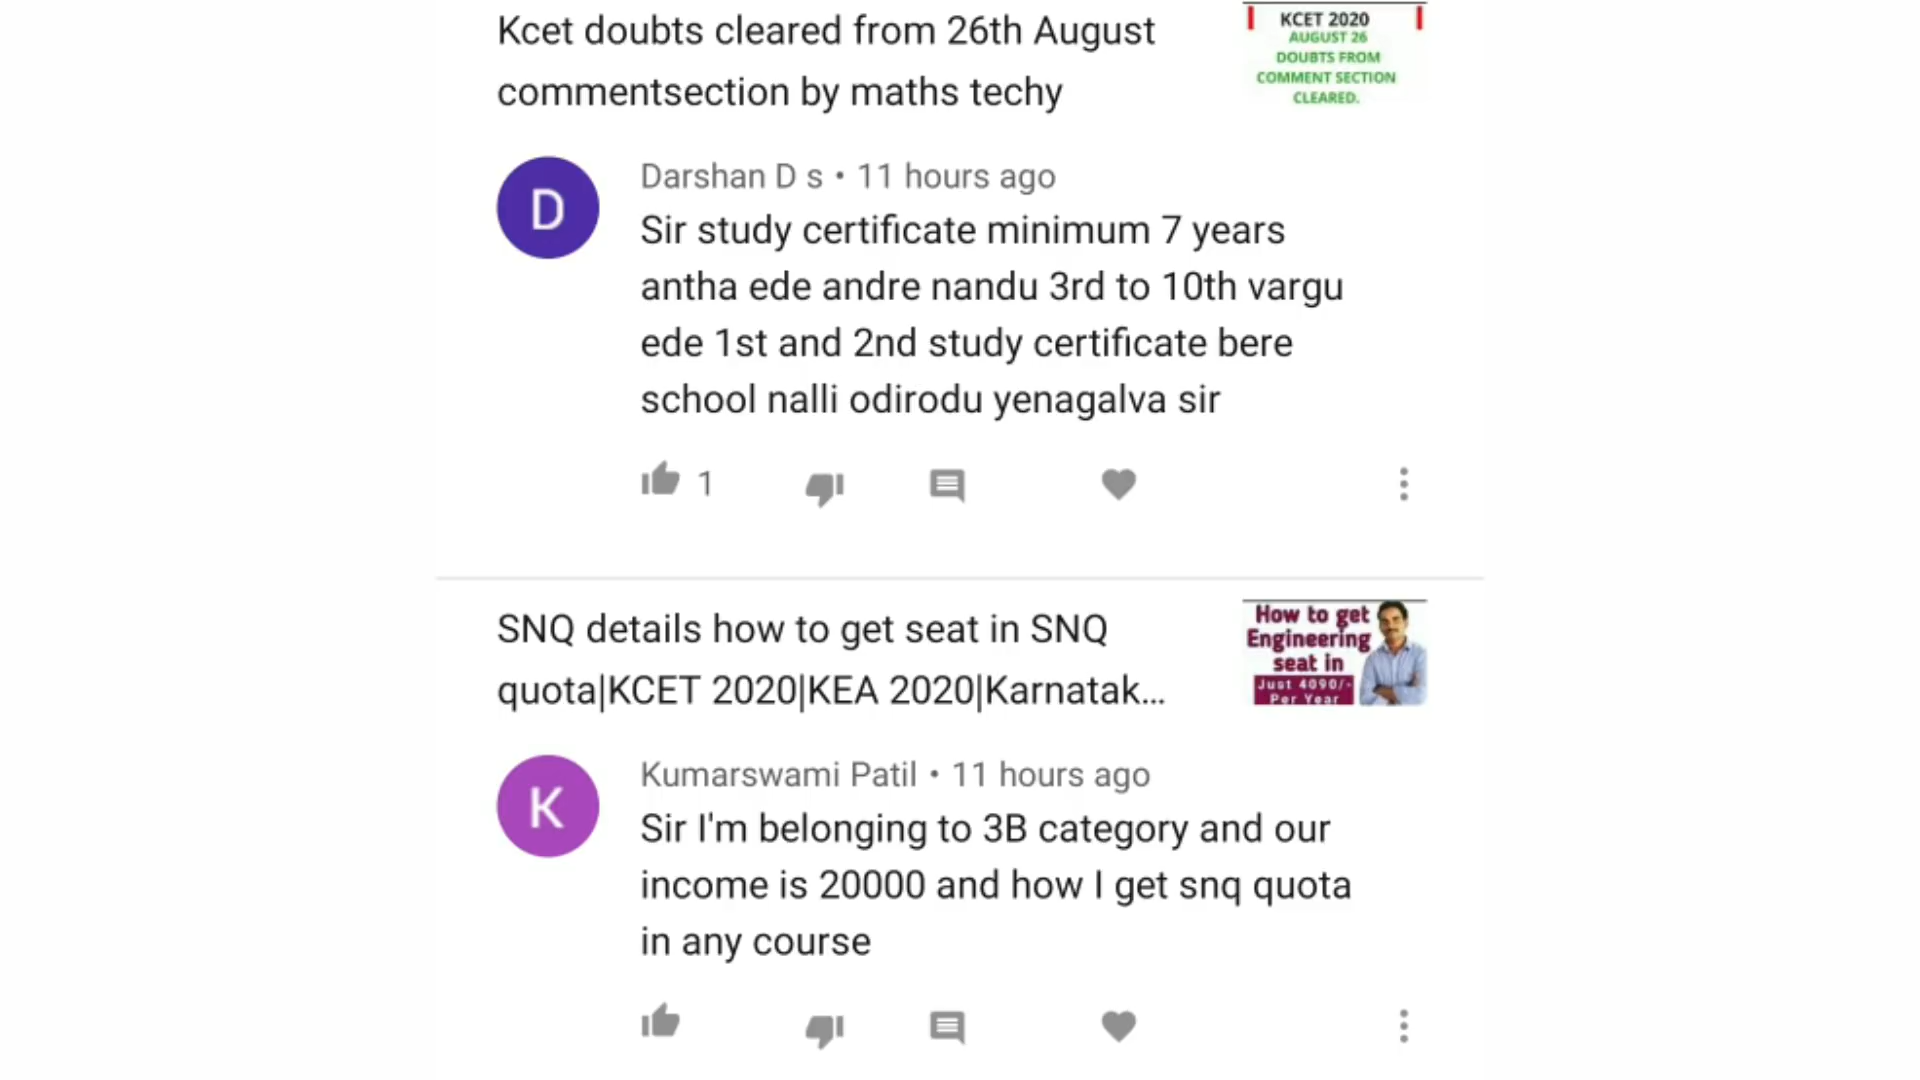 Kcet doubts cleared from 26th August
commentsection by maths techy
KCET 2020
AUGUST 26
DOUBTS FROM
COMMENT SECTION
CLEARED.
D
Darshan D s • 11 hours ago
Sir study certificate minimum 7 years
antha ede andre nandu 3rd to 10th vargu
ede 1st and 2nd study certificate bere
school nalli odirodu yenagalva sir
1
SNQ details how to get seat in SNQ
quota|KCET 2020|KEA 2020|Karnatak...
How to get
Engineering
seat in
Just 4090/-
Per Year
K
Kumarswami Patil • 11 hours ago
Sir I'm belonging to 3B category and our
income is 20000 and how I get snq quota
in any course